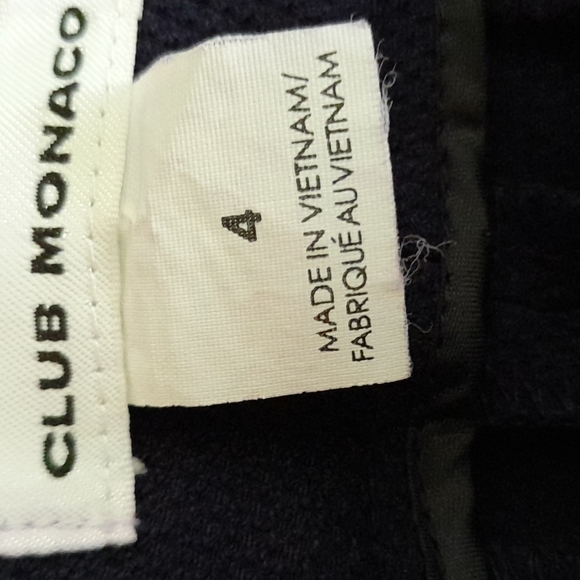 CLUB MONACO
4
MADE IN VIETNAM/
FABRIQUÉ AU VIETNAM